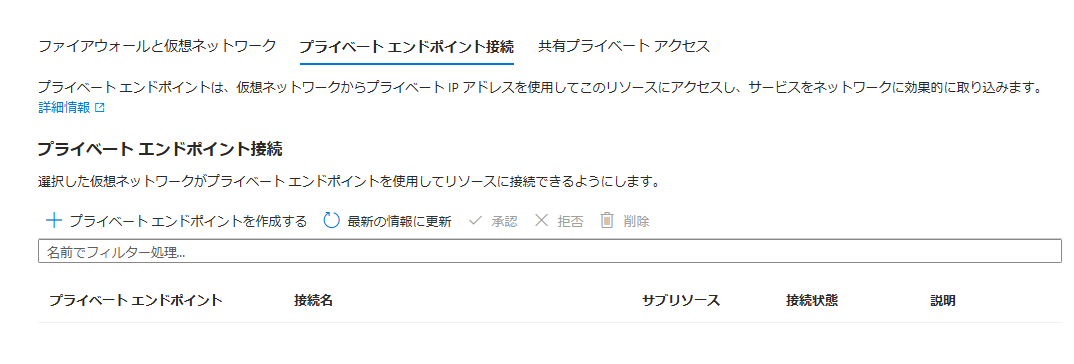 ファイアウォールと仮想ネットワーク プライベート エンドポイント接続 共有プライベート アクセス
プライベート エンドポイントは、仮想ネットワークからプライベート IP アドレスを使用してこのリソースにアクセスし、サービスをネットワークに効果的に取り込みます。
詳細情報
プライベート エンドポイント接続
選択した仮想ネットワークがプライベート エンドポイントを使用してリソースに接続できるようにします。
プライベート エンドポイントを作成する 最新の情報に更新 承認 拒否 削除
名前でフィルター処理...
プライベート エンドポイント 接続名 サブリソース 接続状態 説明